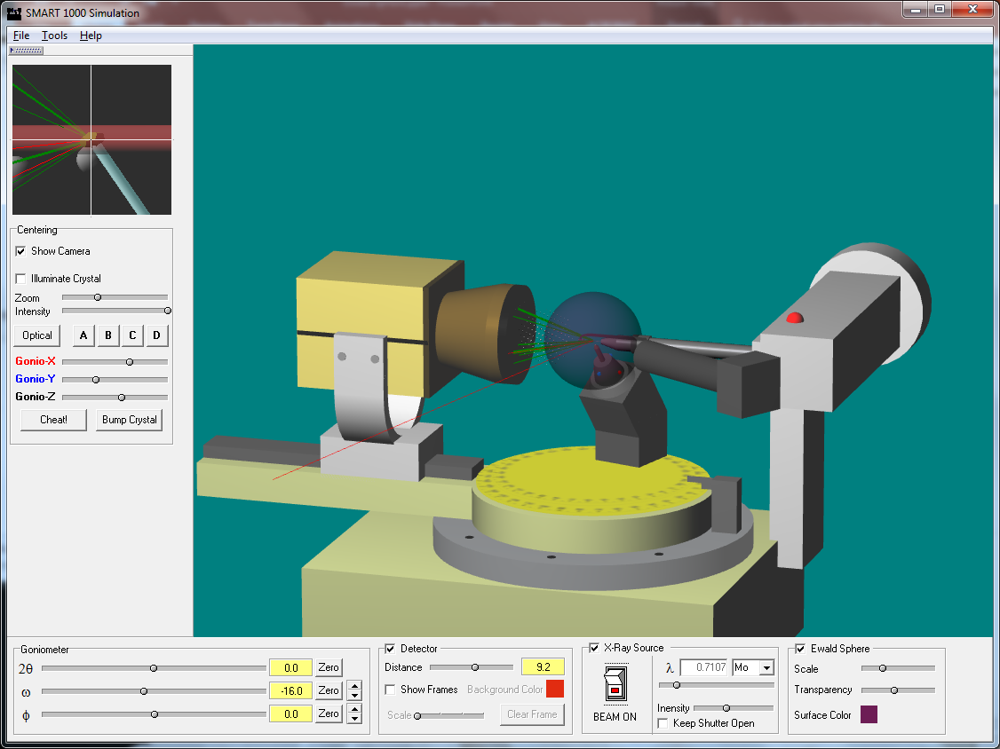 SMART 1000 Simulation
File Tools Help
Centering
Show Camera
Illuminate Crystal
Zoom
Intensity
Optical A B C D
Gonio-X
Gonio-Y
Gonio-Z
Cheat! Bump Crystal
Goniometer
2θ 0.0 Zero
ω -16.0 Zero
ϕ 0.0 Zero
Detector
Distance 9.2
Show Frames Background Color
Scale Clear Frame
X-Ray Source
λ 0.7107 Mo
BEAM ON
Inensity
Keep Shutter Open
Ewald Sphere
Scale
Transparency
Surface Color